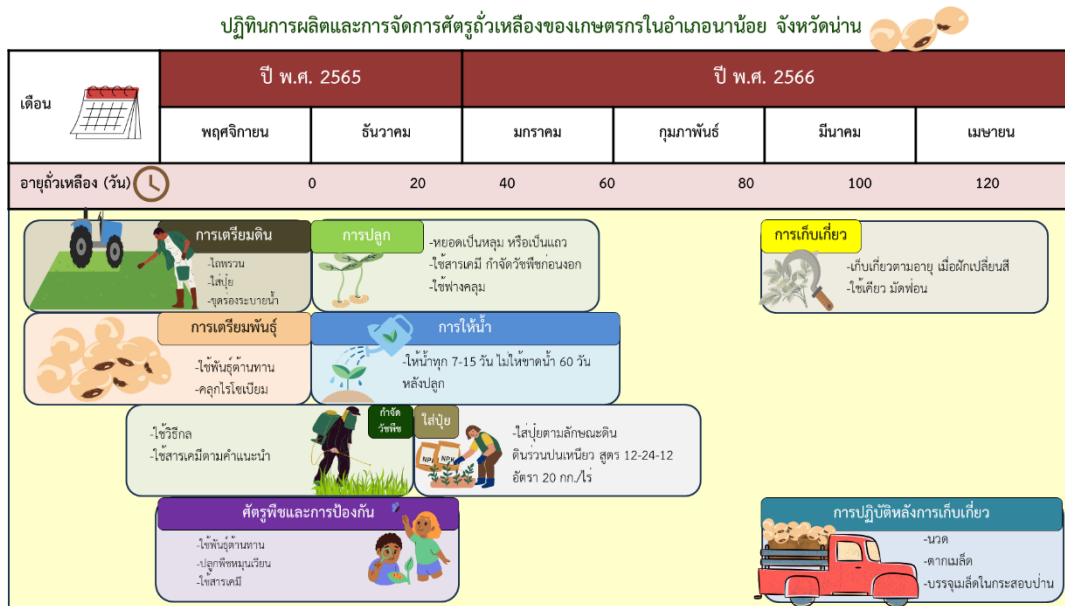 ปฏิทินการผลิตและการจัดการศัตรูถั่วเหลืองของเกษตรกรในอำเภอนาน้อย จังหวัดน่าน
เดือน
ปี พ.ศ. 2565
ปี พ.ศ. 2566
พฤศจิกายน
ธันวาคม
มกราคม
กุมภาพันธ์
มีนาคม
เมษายน
อายุถั่วเหลือง (วัน)
0
20
40
60
80
100
120
การเตรียมดิน
-ไถพรวน
-ใส่ปุ๋ย
-ขุดร่องระบายน้ำ
การปลูก
-หยอดเป็นหลุม หรือเป็นแถว
-ใช้สารเคมี กำจัดวัชพืชก่อนงอก
-ใช้ฟางคลุม
การเก็บเกี่ยว
-เก็บเกี่ยวตามอายุ เมื่อฝักเปลี่ยนสี
-ใช้เคียว มัดฟ่อน
การเตรียมพันธุ์
-ใช้พันธุ์ต้านทาน
-คลุกไรโซเบียม
การให้น้ำ
-ให้น้ำทุก 7-15 วัน ไม่ให้ขาดน้ำ 60 วัน
หลังปลูก
กำจัด
วัชพืช
-ใช้วิธีกล
-ใช้สารเคมีตามคำแนะนำ
ใส่ปุ๋ย
NPK
NPK
-ใส่ปุ๋ยตามลักษณะดิน
ดินร่วนปนเหนียว สูตร 12-24-12
อัตรา 20 กก./ไร่
ศัตรูพืชและการป้องกัน
-ใช้พันธุ์ต้านทาน
-ปลูกพืชหมุนเวียน
-ใช้สารเคมี
การปฏิบัติหลังการเก็บเกี่ยว
-นวด
-ตากเมล็ด
-บรรจุเมล็ดในกระสอบป่าน